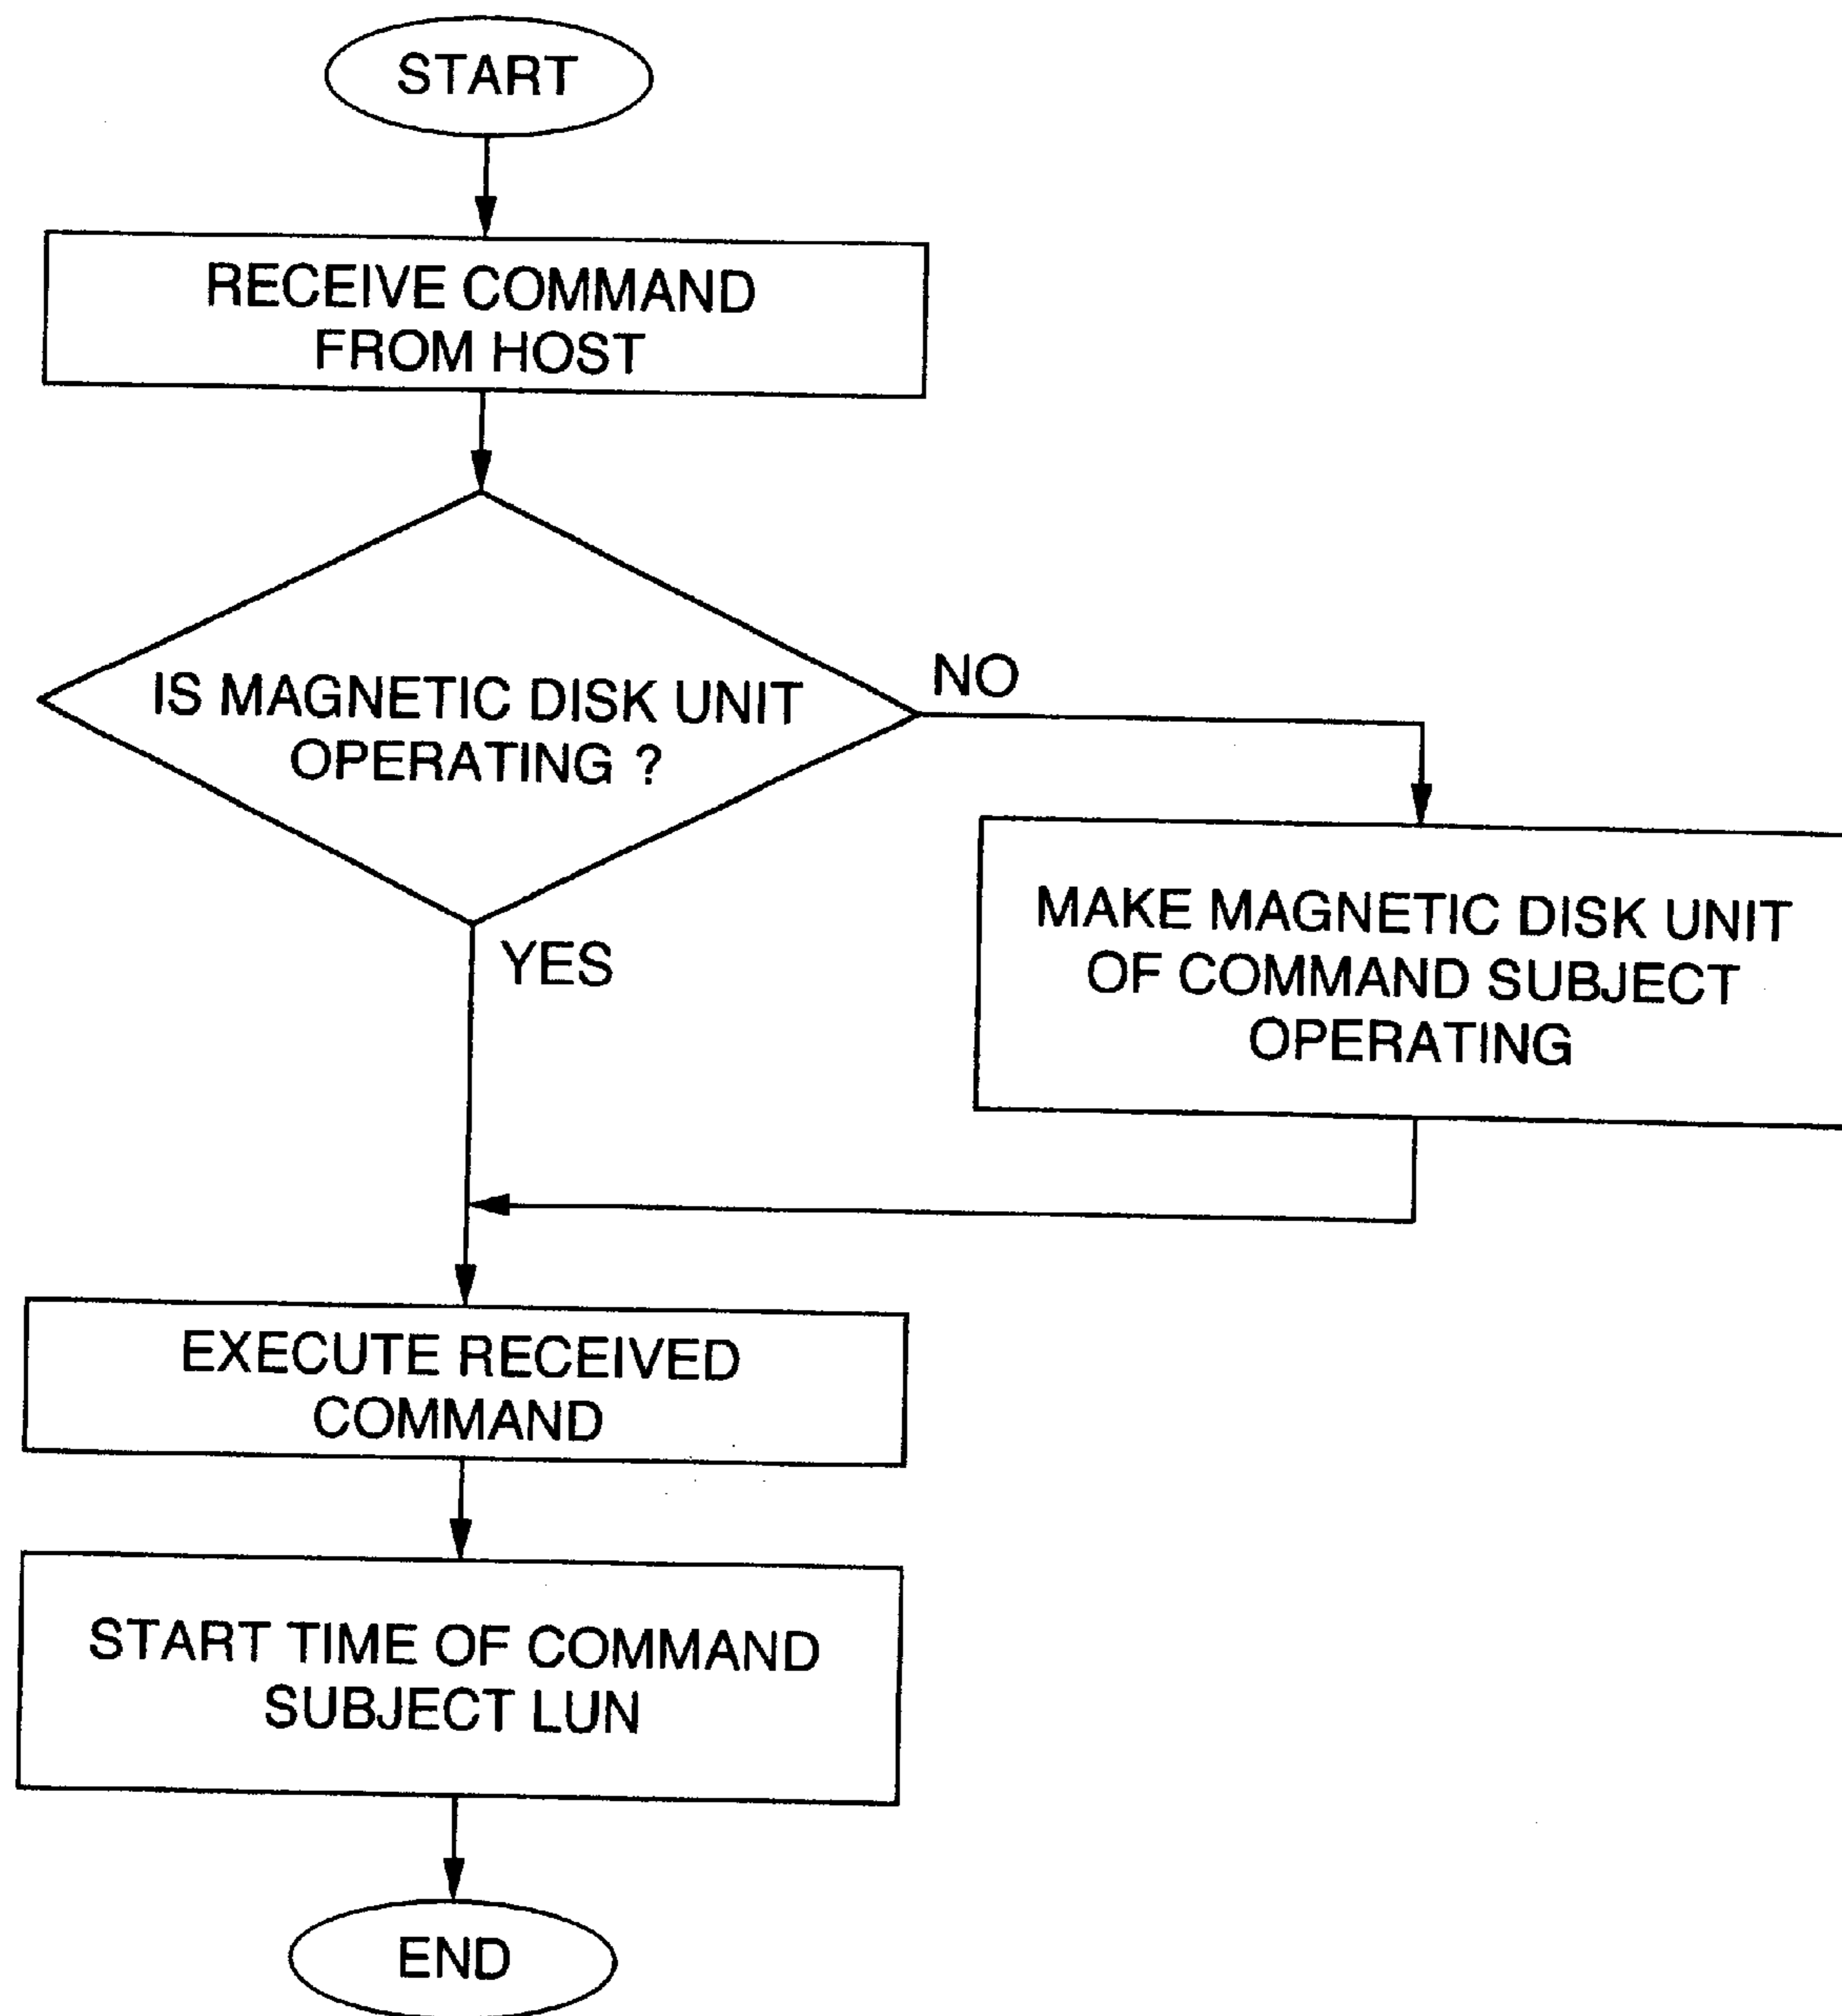 START
RECEIVE COMMAND
FROM HOST
IS MAGNETIC DISK UNIT
OPERATING ?
NO
YES
MAKE MAGNETIC DISK UNIT
OF COMMAND SUBJECT
OPERATING
EXECUTE RECEIVED
COMMAND
START TIME OF COMMAND
SUBJECT LUN
END